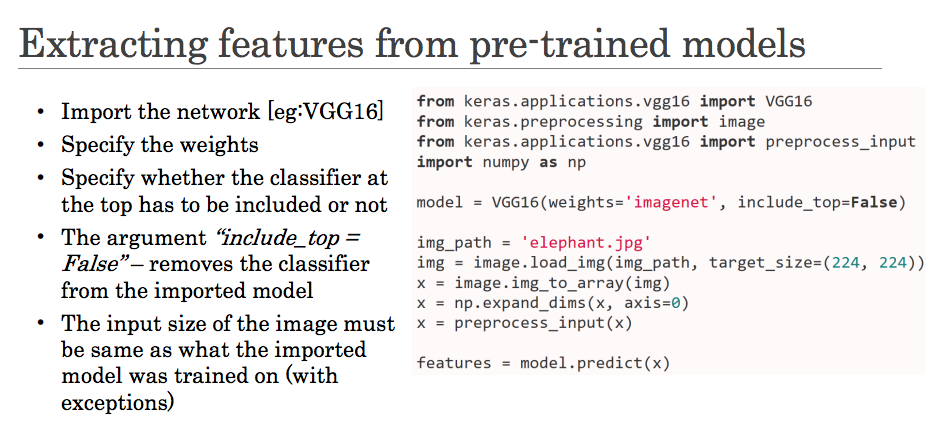 Extracting features from pre-trained models
• Import the network [eg:VGG16]
• Specify the weights
• Specify whether the classifier at
the top has to be included or not
• The argument “include_top =
False” – removes the classifier
from the imported model
• The input size of the image must
be same as what the imported
model was trained on (with
exceptions)
from keras.applications.vgg16 import VGG16
from keras.preprocessing import image
from keras.applications.vgg16 import preprocess_input
import numpy as np
model = VGG16(weights='imagenet', include_top=False)
img_path = 'elephant.jpg'
img = image.load_img(img_path, target_size=(224, 224))
x = image.img_to_array(img)
x = np.expand_dims(x, axis=0)
x = preprocess_input(x)
features = model.predict(x)